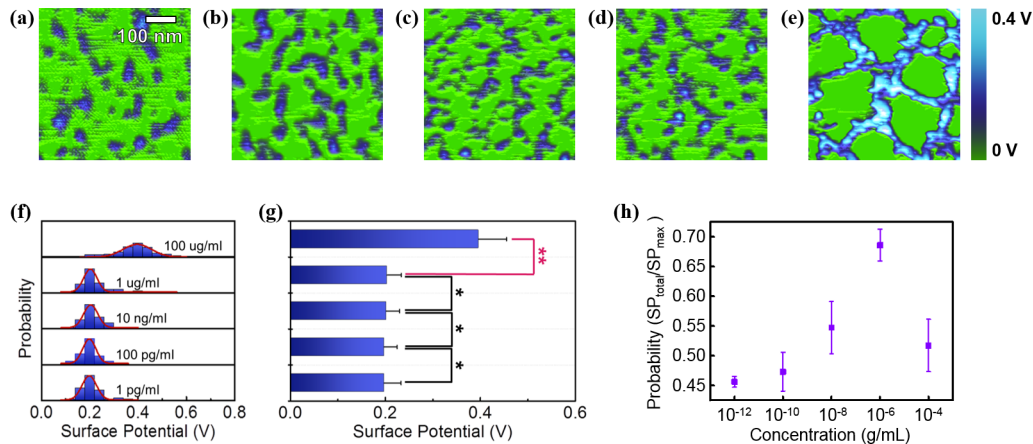 (a)
(b)
(c)
(d)
(e)
100 nm
0.4 V
0 V
(f)
(g)
(h)
100 ug/ml
1 ug/ml
10 ng/ml
100 pg/ml
1 pg/ml
Probability
0.0 0.2 0.4 0.6 0.8
Surface Potential (V)
**
*
*
*
0.0 0.2 0.4 0.6
Surface Potential (V)
Probability (SPtotal/SPmax)
0.70
0.65
0.60
0.55
0.50
0.45
10-12 10-10 10-8 10-6 10-4
Concentration (g/mL)